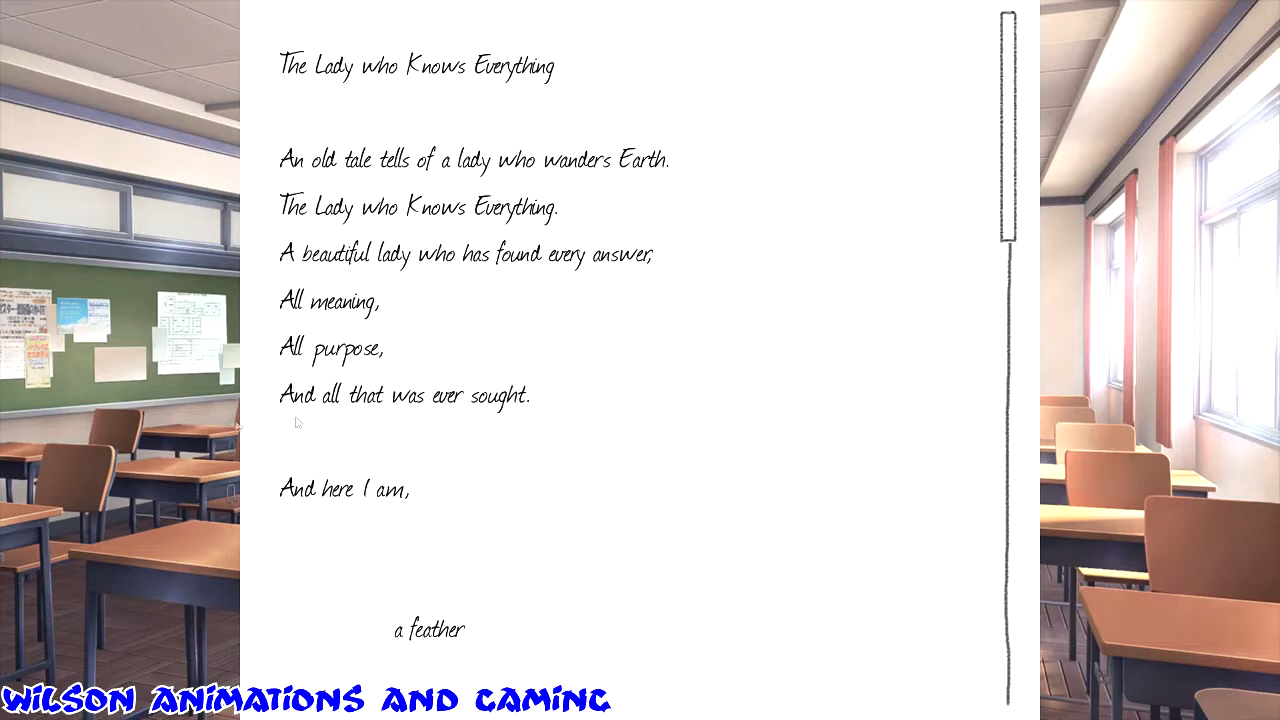 The Lady who Knows Everything
An old tale tells of a lady who wanders Earth.
The Lady who Knows Everything.
A beautiful lady who has found every answer,
All meaning,
All purpose,
And all that was ever sought.
And here I am,
a feather
WILSON ANIMATIONS AND GAMING